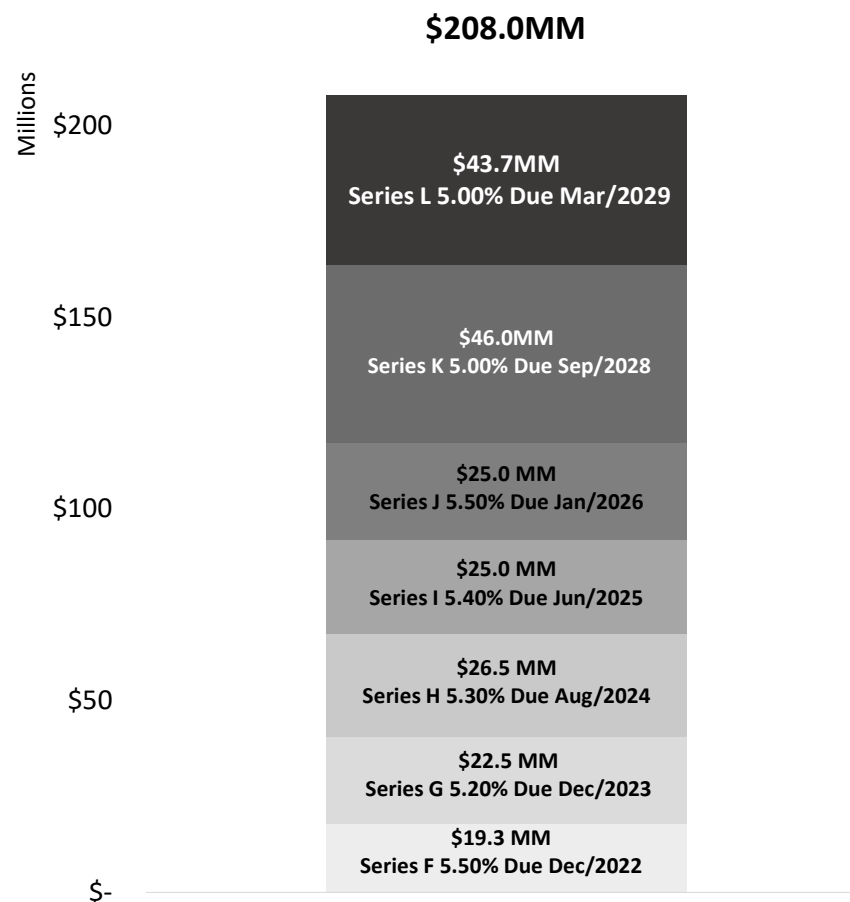 $208.0MM
Millions
$200
$43.7MM
Series L 5.00% Due Mar/2029
$150
$46.0MM
Series K 5.00% Due Sep/2028
$25.0 MM
Series J 5.50% Due Jan/2026
$100
$25.0 MM
Series I 5.40% Due Jun/2025
$26.5 MM
Series H 5.30% Due Aug/2024
$50
$22.5 MM
Series G 5.20% Due Dec/2023
$19.3 MM
Series F 5.50% Due Dec/2022
$-